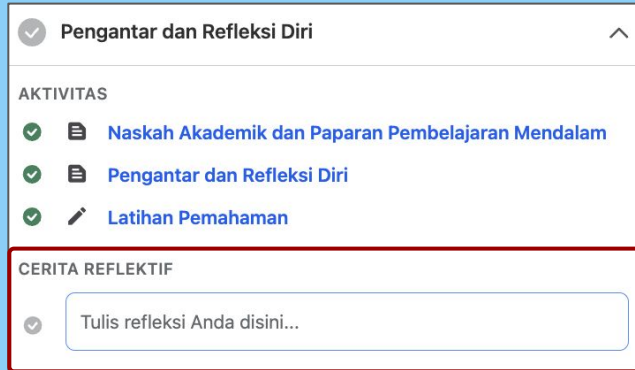 Pengantar dan Refleksi Diri
AKTIVITAS
Naskah Akademik dan Paparan Pembelajaran Mendalam
Pengantar dan Refleksi Diri
Latihan Pemahaman
CERITA REFLEKTIF
Tulis refleksi Anda disini...